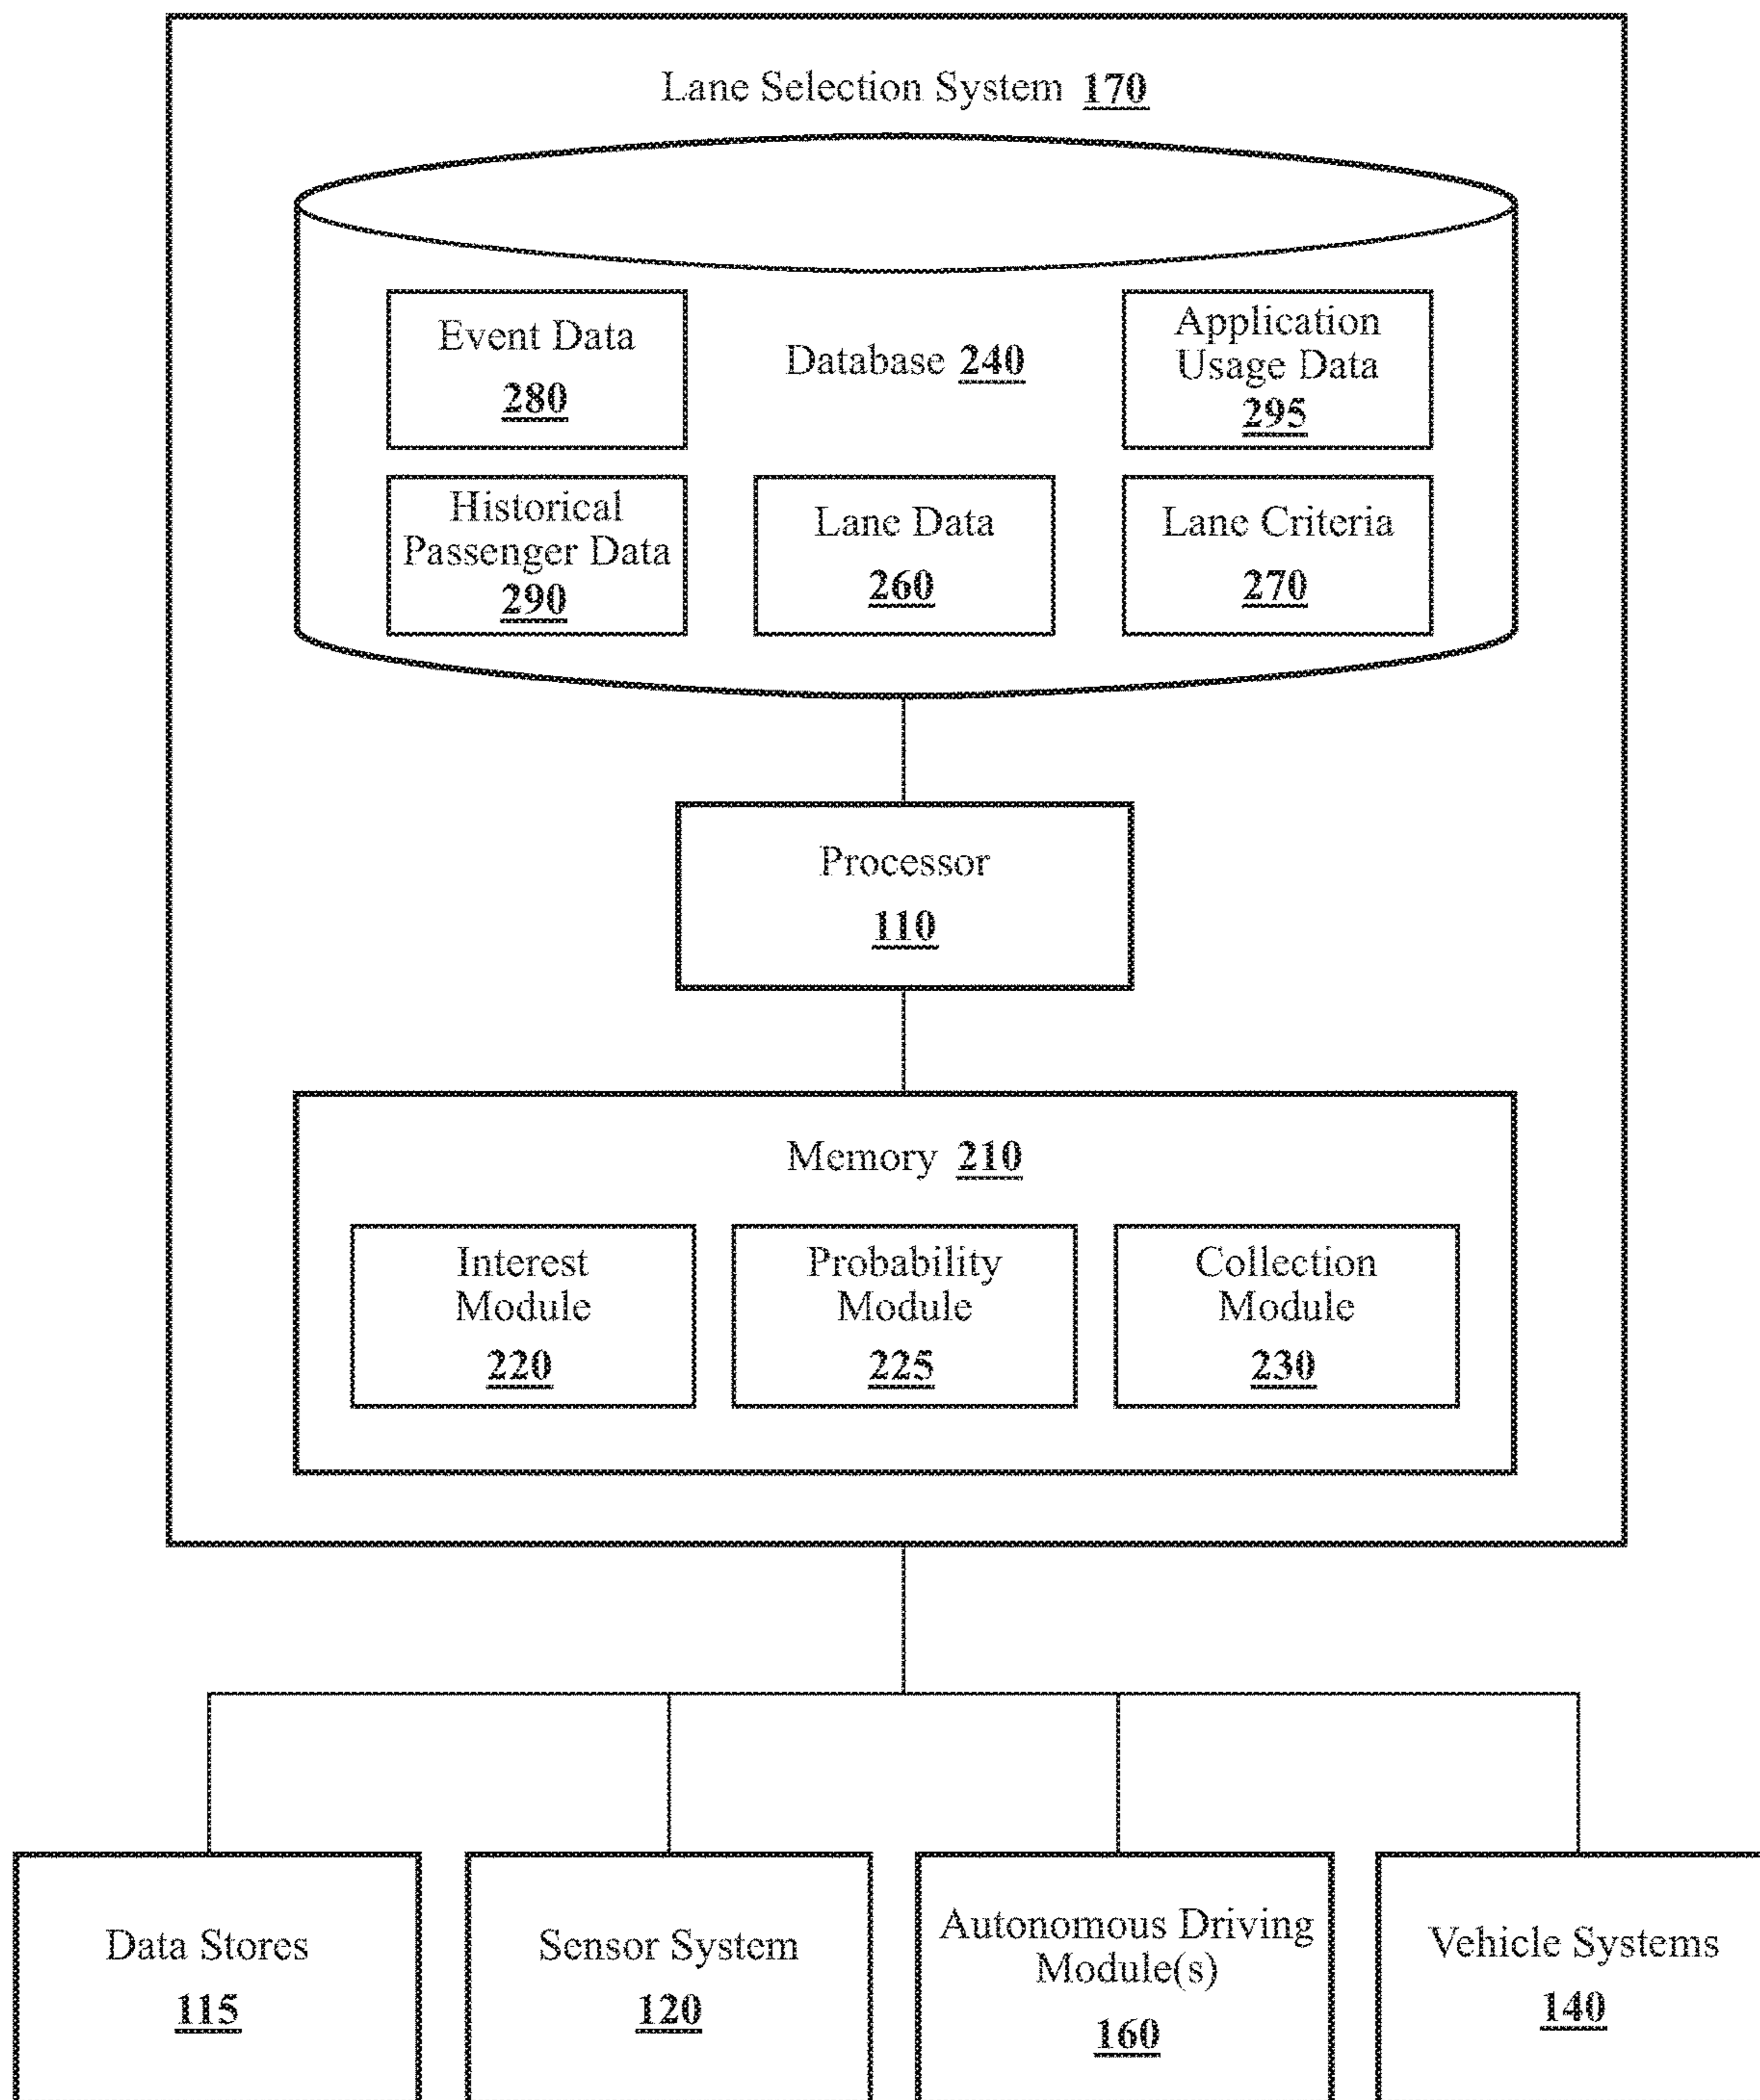 Lane Selection System 170
Event Data
280
Database 240
Application
Usage Data
295
Historical
Passenger Data
290
Lane Data
260
Lane Criteria
270
Processor
110
Memory 210
Interest
Module
220
Probability
Module
225
Collection
Module
230
Data Stores
115
Sensor System
120
Autonomous Driving
Module(s)
160
Vehicle Systems
140